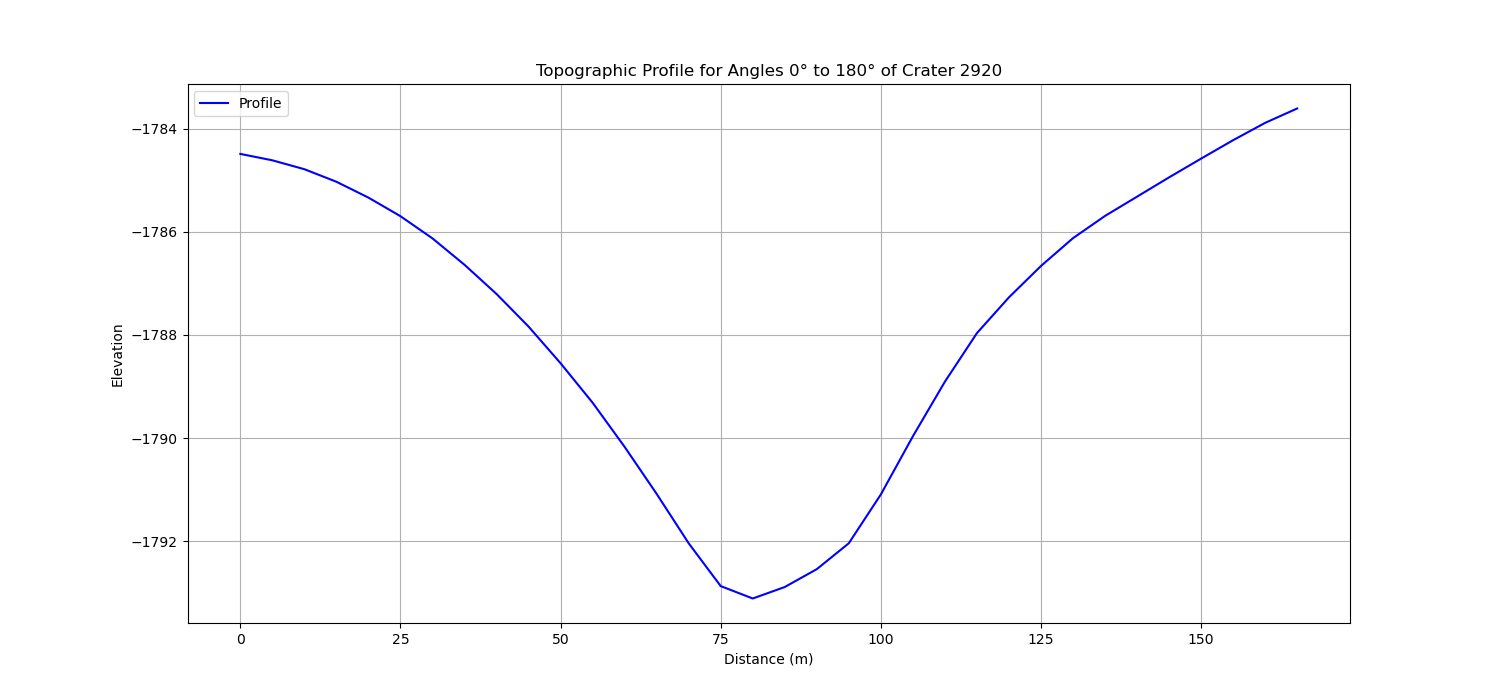 Topographic Profile for Angles 0° to 180° of Crater 2920
Profile
−1784
−1786
−1788
−1790
−1792
Elevation
0 25 50 75 100 125 150
Distance (m)